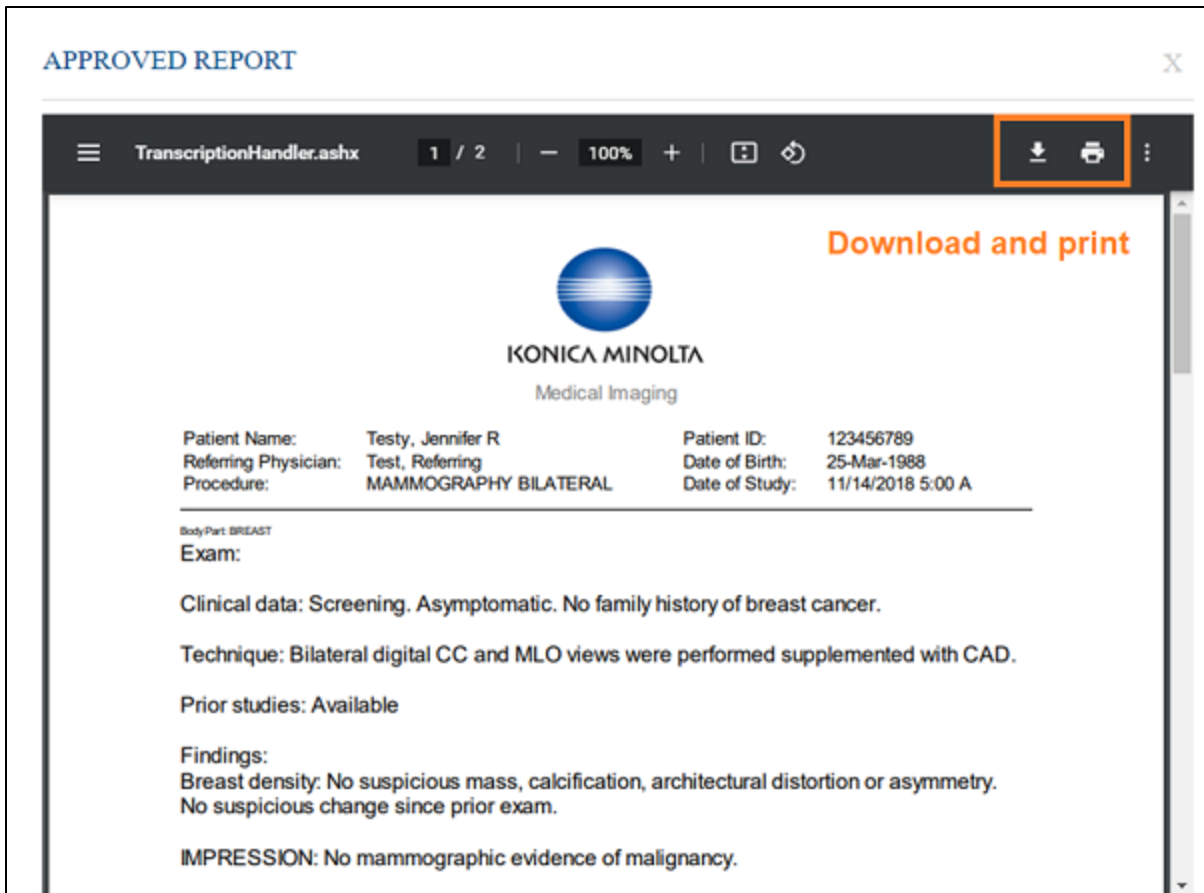 APPROVED REPORT X
TranscriptionHandler.ashx 1 / 2 | − 100% + |
Download and print
KONICA MINOLTA
Medical Imaging
Patient Name: Testy, Jennifer R Patient ID: 123456789
Referring Physician: Test, Referring Date of Birth: 25-Mar-1988
Procedure: MAMMOGRAPHY BILATERAL Date of Study: 11/14/2018 5:00 A
BodyPart: BREAST
Exam:
Clinical data: Screening. Asymptomatic. No family history of breast cancer.
Technique: Bilateral digital CC and MLO views were performed supplemented with CAD.
Prior studies: Available
Findings:
Breast density: No suspicious mass, calcification, architectural distortion or asymmetry.
No suspicious change since prior exam.
IMPRESSION: No mammographic evidence of malignancy.